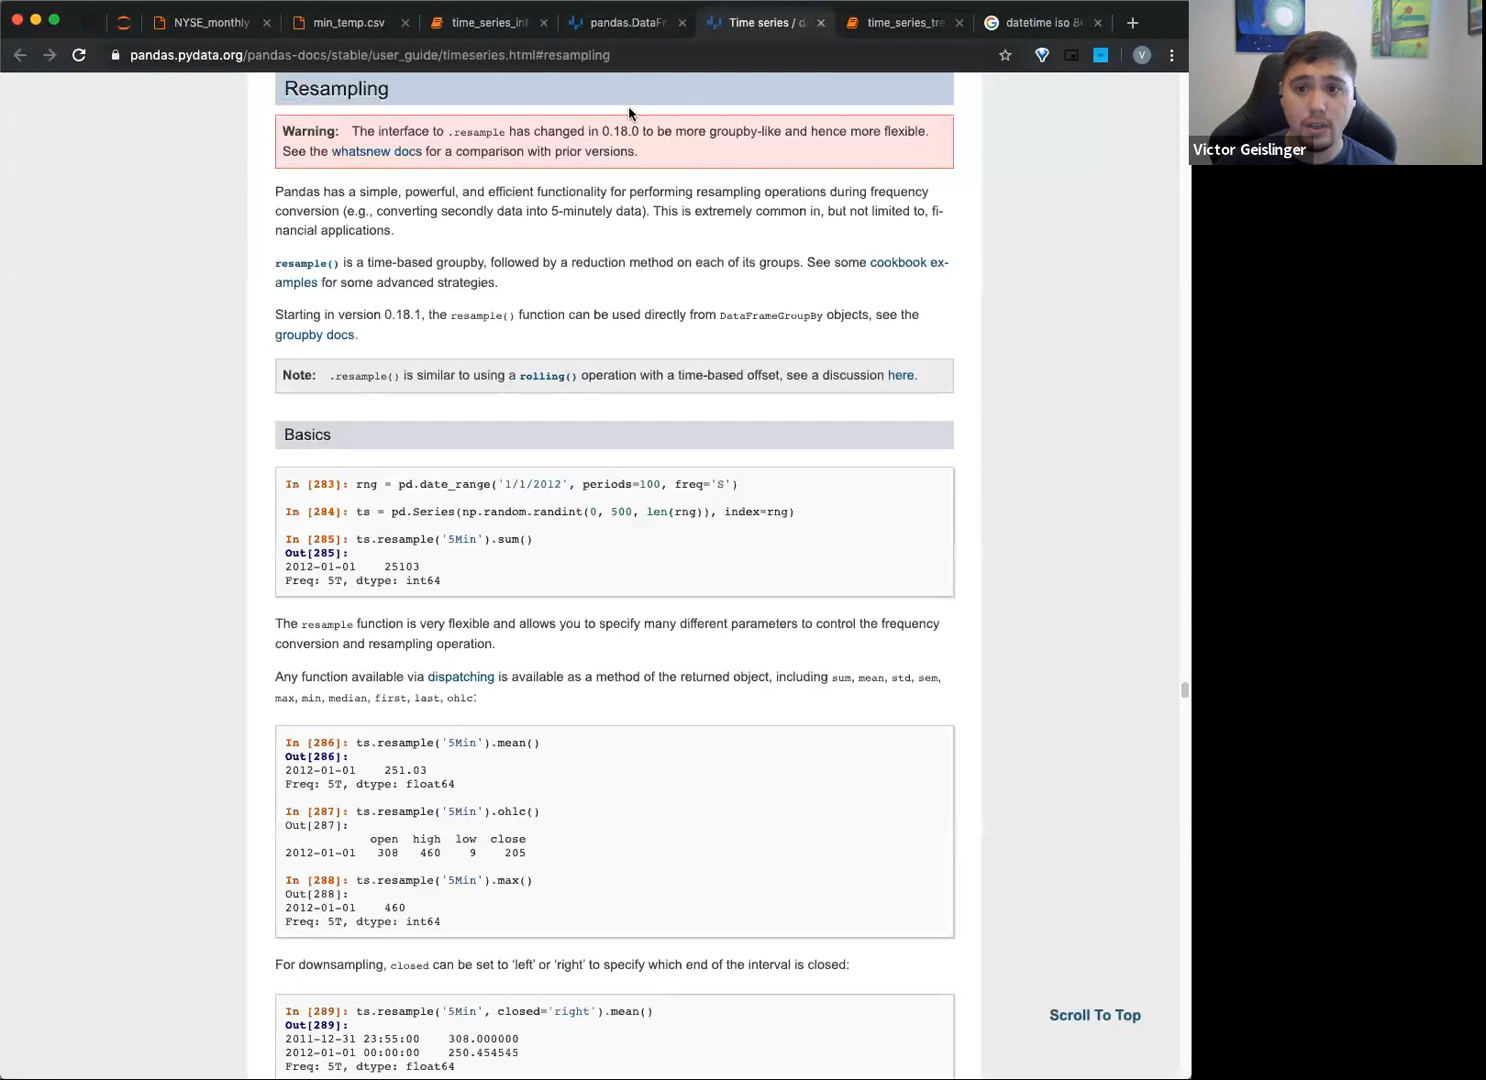 NYSE_monthly
min_temp.csv
time_series_int
pandas.DataFr
Time series / d
time_series_tre
datetime iso 8
pandas.pydata.org/pandas-docs/stable/user_guide/timeseries.html#resampling
V
Victor Geislinger
Resampling
Warning: The interface to .resample has changed in 0.18.0 to be more groupby-like and hence more flexible.
See the whatsnew docs for a comparison with prior versions.
Pandas has a simple, powerful, and efficient functionality for performing resampling operations during frequency
conversion (e.g., converting secondly data into 5-minutely data). This is extremely common in, but not limited to, fi-
nancial applications.
resample() is a time-based groupby, followed by a reduction method on each of its groups. See some cookbook ex-
amples for some advanced strategies.
Starting in version 0.18.1, the resample() function can be used directly from DataFrameGroupBy objects, see the
groupby docs.
Note: .resample() is similar to using a rolling() operation with a time-based offset, see a discussion here.
Basics
In [283]: rng = pd.date_range('1/1/2012', periods=100, freq='S')
In [284]: ts = pd.Series(np.random.randint(0, 500, len(rng)), index=rng)
In [285]: ts.resample('5Min').sum()
Out[285]:
2012-01-01 25103
Freq: 5T, dtype: int64
The resample function is very flexible and allows you to specify many different parameters to control the frequency
conversion and resampling operation.
Any function available via dispatching is available as a method of the returned object, including sum, mean, std, sem,
max, min, median, first, last, ohlc:
In [286]: ts.resample('5Min').mean()
Out[286]:
2012-01-01 251.03
Freq: 5T, dtype: float64
In [287]: ts.resample('5Min').ohlc()
Out[287]:
open high low close
2012-01-01 308 460 9 205
In [288]: ts.resample('5Min').max()
Out[288]:
2012-01-01 460
Freq: 5T, dtype: int64
For downsampling, closed can be set to ‘left’ or ‘right’ to specify which end of the interval is closed:
In [289]: ts.resample('5Min', closed='right').mean()
Out[289]:
2011-12-31 23:55:00 308.000000
2012-01-01 00:00:00 250.454545
Freq: 5T, dtype: float64
Scroll To Top